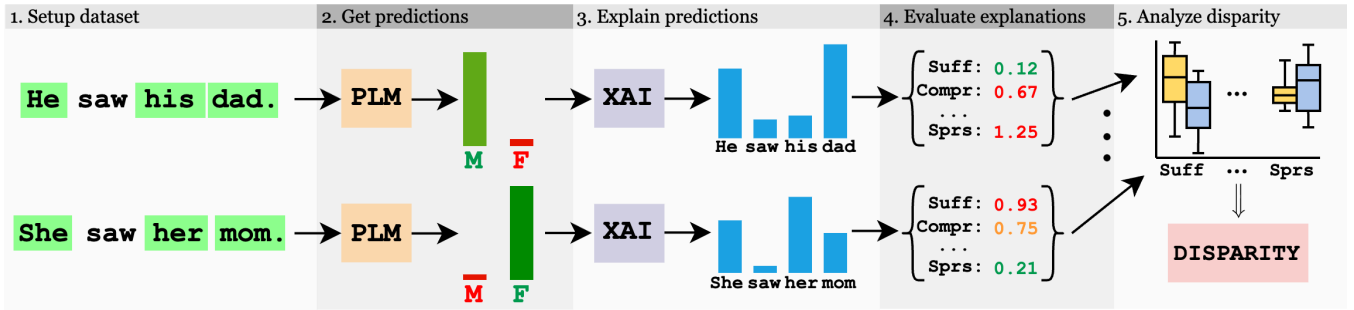 1. Setup dataset
2. Get predictions
3. Explain predictions
4. Evaluate explanations
5. Analyze disparity
He saw his dad.
PLM
M F
XAI
He saw his dad
Suff: 0.12
Compr: 0.67
...
Sprs: 1.25
She saw her mom.
PLM
M F
XAI
She saw her mom
Suff: 0.93
Compr: 0.75
...
Sprs: 0.21
Suff ... Sprs
DISPARITY